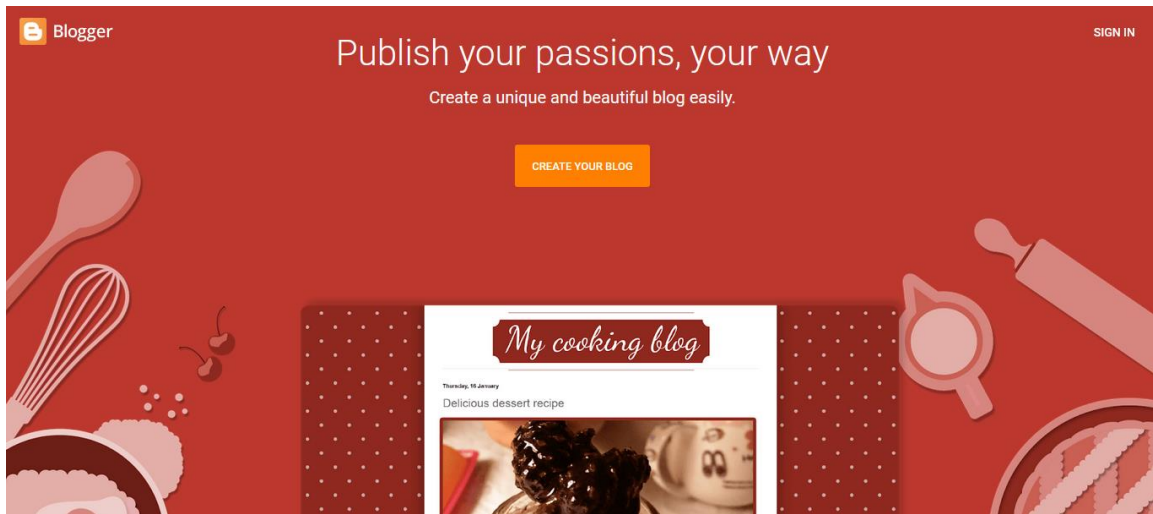 Blogger
SIGN IN
Publish your passions, your way
Create a unique and beautiful blog easily.
CREATE YOUR BLOG
My cooking blog
Thursday, 16 January
Delicious dessert recipe